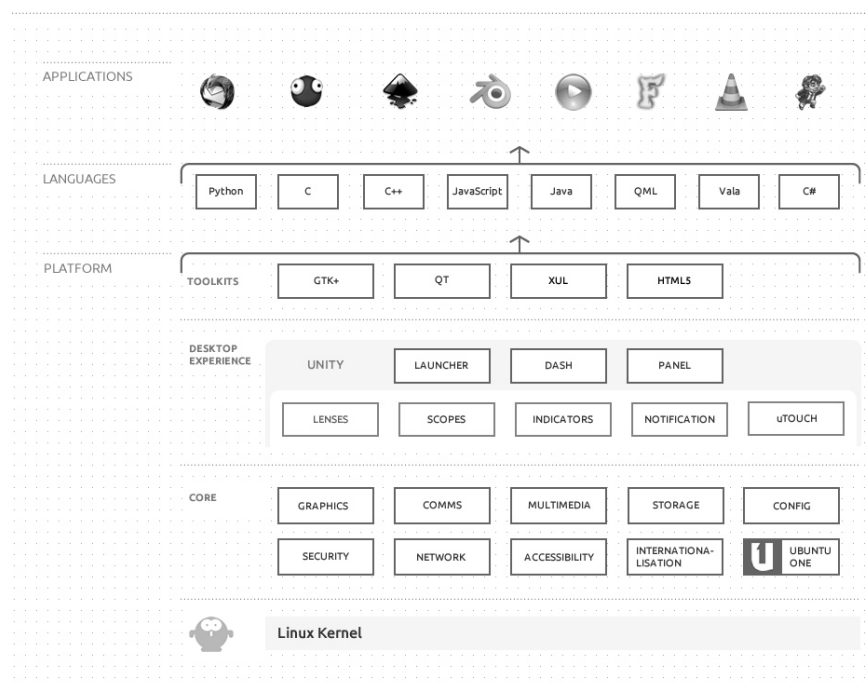 APPLICATIONS
F
LANGUAGES
Python C C++ JavaScript Java QML Vala C#
PLATFORM
TOOLKITS GTK+ QT XUL HTML5
DESKTOP
EXPERIENCE
UNITY LAUNCHER DASH PANEL
LENSES SCOPES INDICATORS NOTIFICATION uTOUCH
CORE
GRAPHICS COMMS MULTIMEDIA STORAGE CONFIG
SECURITY NETWORK ACCESSIBILITY
INTERNATIONA-
LISATION
U
UBUNTU
ONE
Linux Kernel